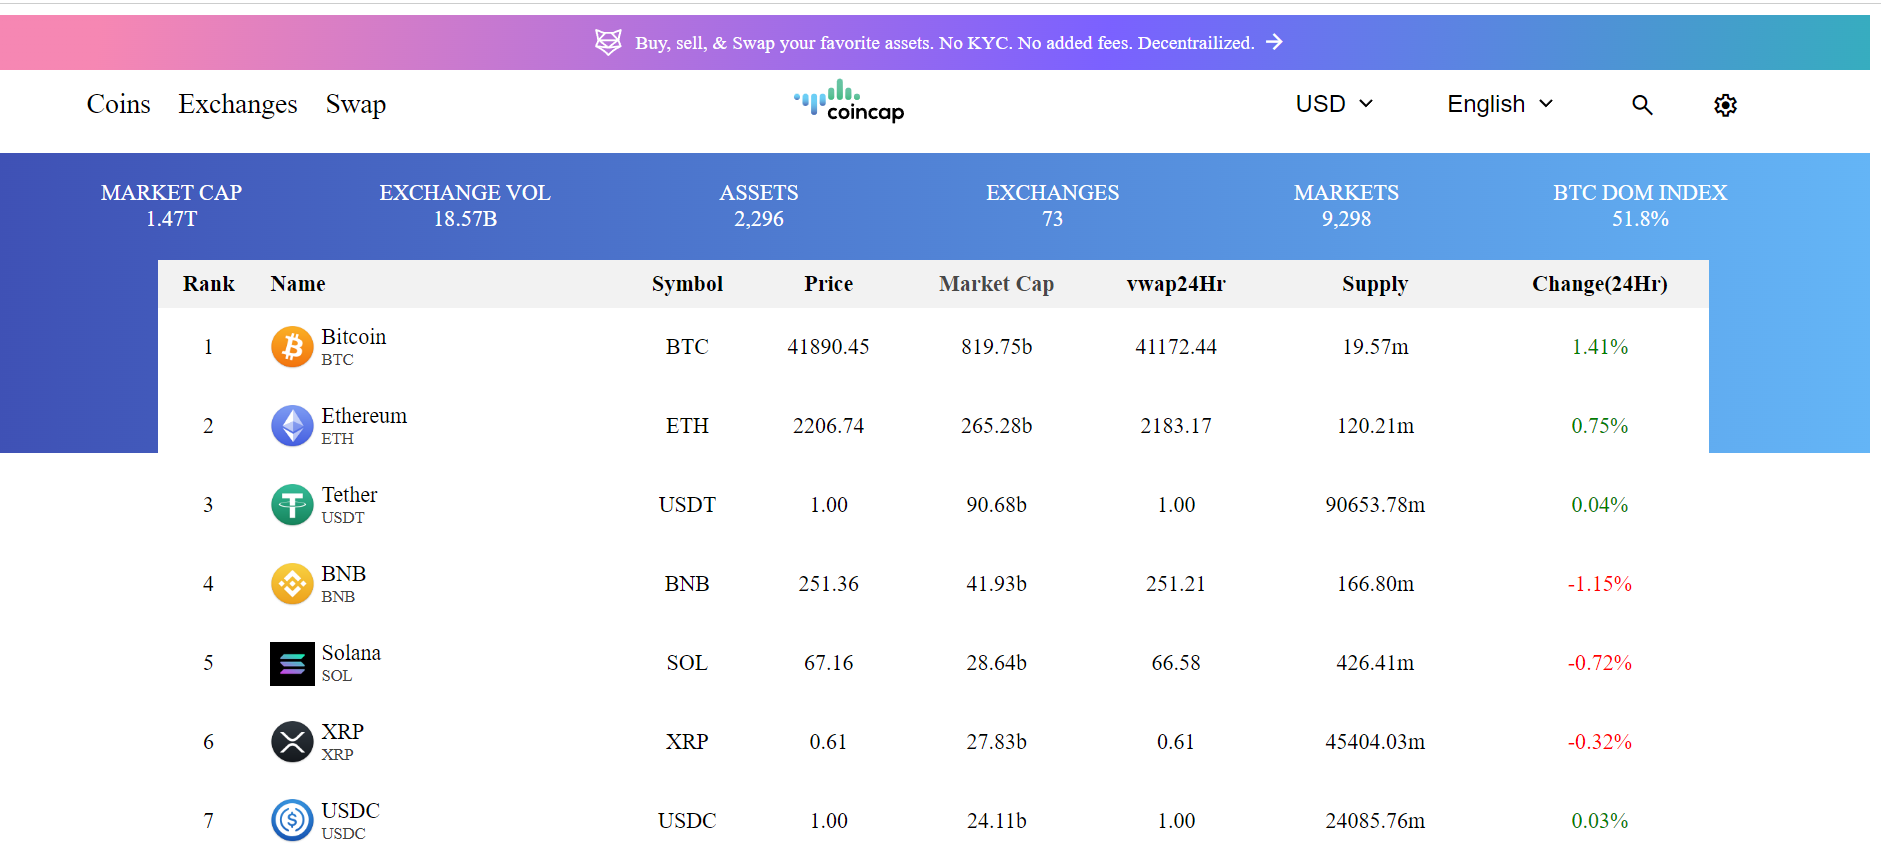 Buy, sell, & Swap your favorite assets. No KYC. No added fees. Decentrailized.
Coins Exchanges Swap coincap USD English
MARKET CAP EXCHANGE VOL ASSETS EXCHANGES MARKETS BTC DOM INDEX
1.47T 18.57B 2,296 73 9,298 51.8%
Rank Name Symbol Price Market Cap vwap24Hr Supply Change(24Hr)
1 Bitcoin BTC 41890.45 819.75b 41172.44 19.57m 1.41%
BTC
2 Ethereum ETH 2206.74 265.28b 2183.17 120.21m 0.75%
ETH
3 Tether USDT 1.00 90.68b 1.00 90653.78m 0.04%
USDT
4 BNB BNB 251.36 41.93b 251.21 166.80m -1.15%
BNB
5 Solana SOL 67.16 28.64b 66.58 426.41m -0.72%
SOL
6 XRP XRP 0.61 27.83b 0.61 45404.03m -0.32%
XRP
7 USDC USDC 1.00 24.11b 1.00 24085.76m 0.03%
USDC